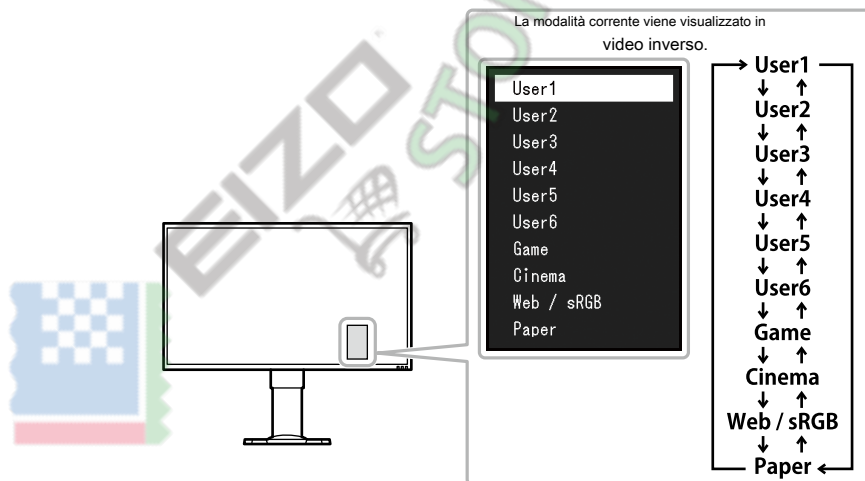 La modalità corrente viene visualizzato in
video inverso.
User1
User2
User3
User4
User5
User6
Game
Cinema
Web / sRGB
Paper
User1
User2
User3
User4
User5
User6
Game
Cinema
Web / sRGB
Paper
EIZO